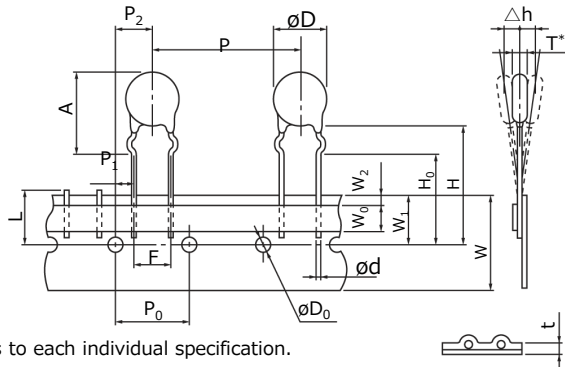 P2
P
øD
△h
T*
A
P1
L
W2
W0
W1
H0
H
W
F
ød
P0
øD0
s to each individual specification.
t